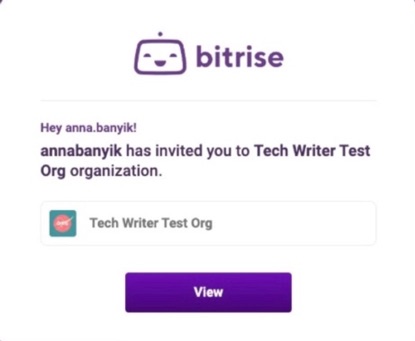 bitrise
Hey anna.banyik!
annabanyik has invited you to Tech Writer Test
Org organization.
Tech Writer Test Org
View